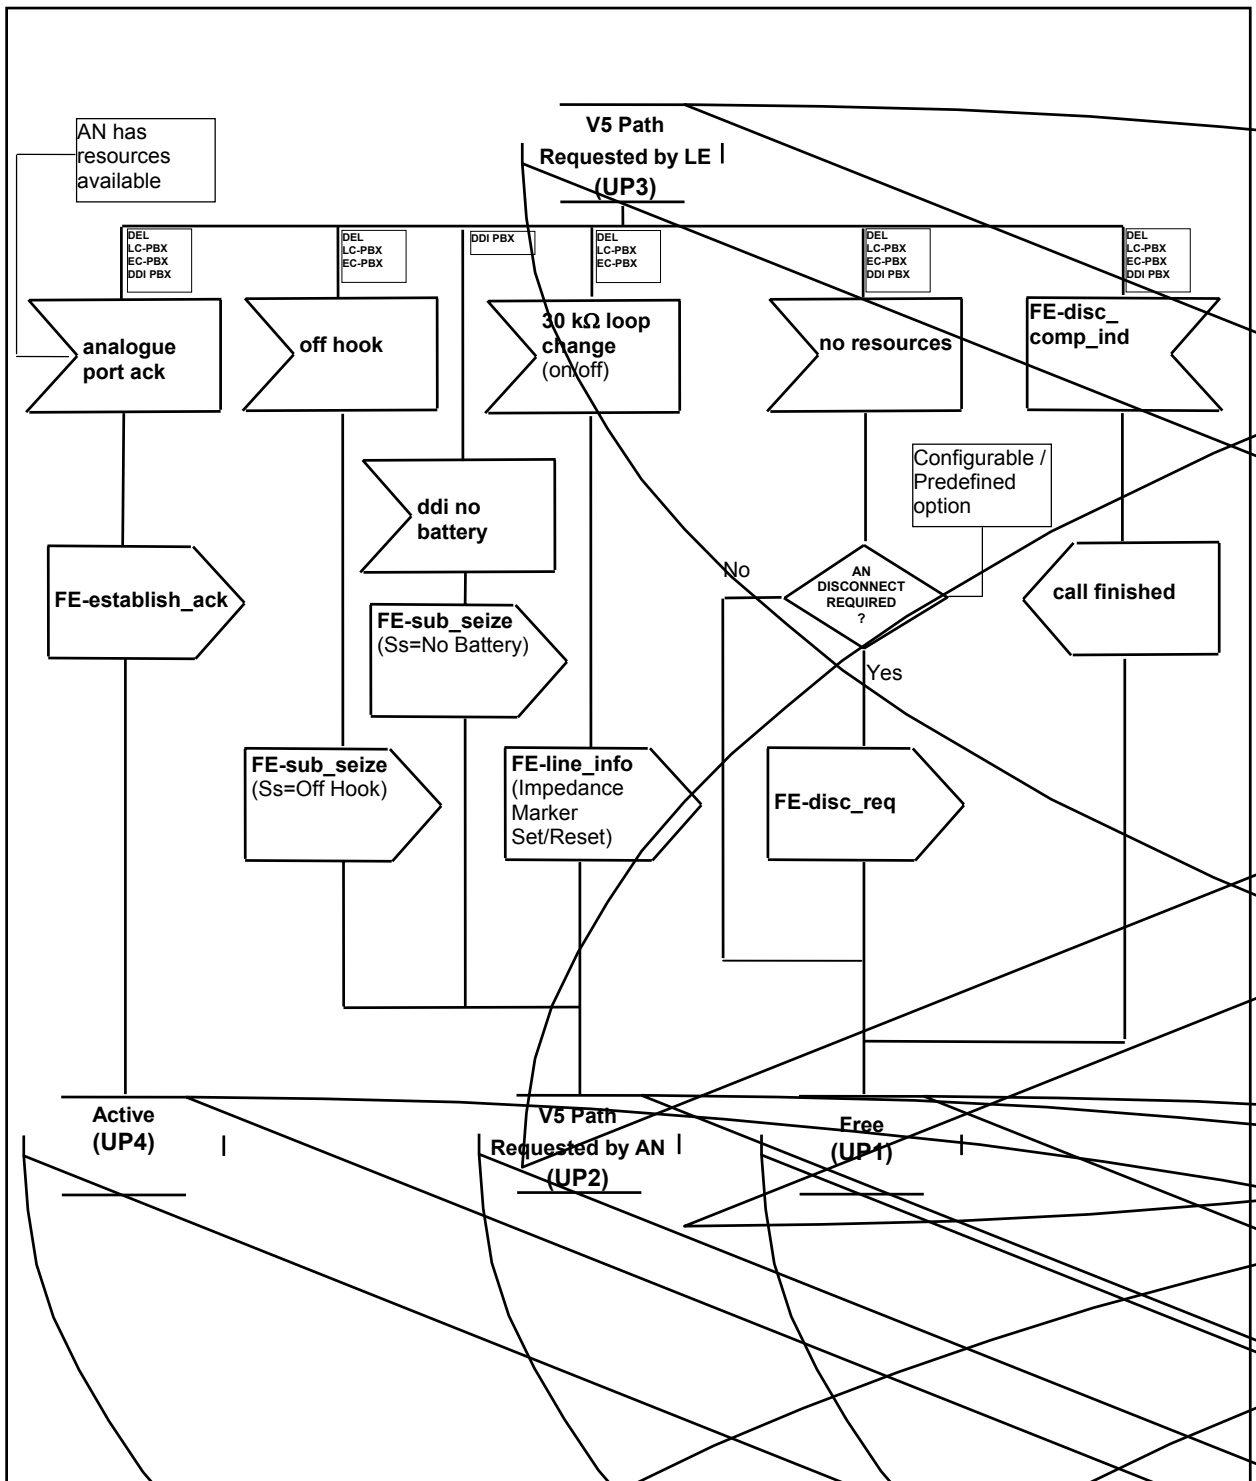 V5 Path
Requested by LE
(UP3)
AN has
resources
available
DEL
LC-PBX
EC-PBX
DDI PBX
DEL
LC-PBX
EC-PBX
DDI PBX
DEL
LC-PBX
EC-PBX
DEL
LC-PBX
EC-PBX
DDI PBX
DEL
LC-PBX
EC-PBX
DDI PBX
analogue
port ack
off hook
30 kΩ loop
change
(on/off)
no resources
FE-disc_
comp_ind
ddi no
battery
Configurable /
Predefined
option
FE-establish_ack
FE-sub_seize
(Ss=No Battery)
No
AN
DISCONNECT
REQUIRED
?
Yes
call finished
FE-sub_seize
(Ss=Off Hook)
FE-line_info
(Impedance
Marker
Set/Reset)
FE-disc_req
Active
(UP4)
V5 Path
Requested by AN
(UP2)
Free
(UP1)